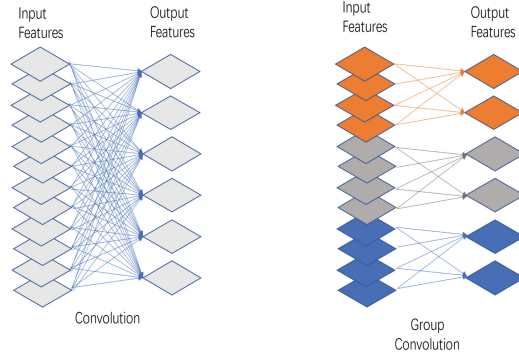 Input
Features
Output
Features
Convolution
Input
Features
Output
Features
Group
Convolution